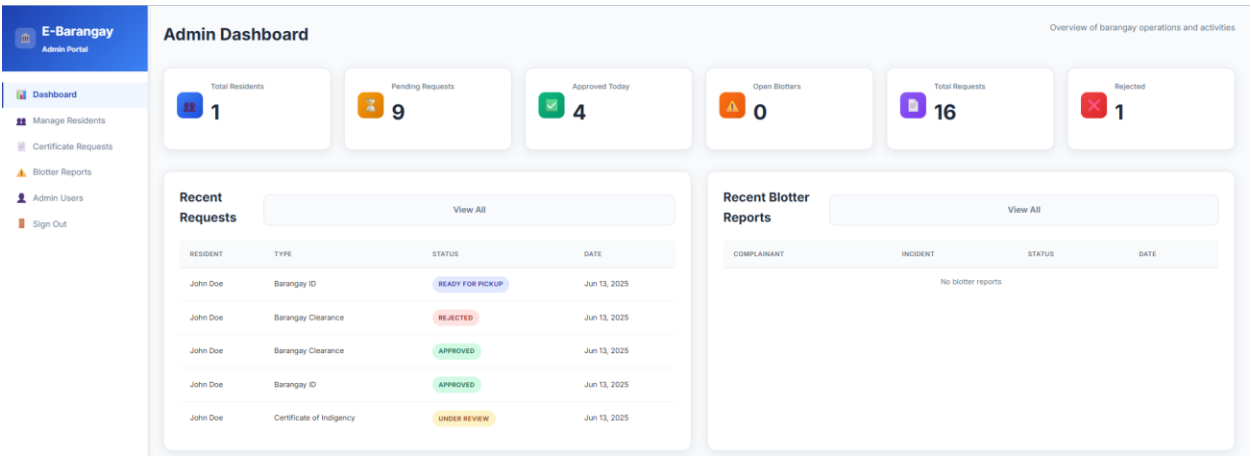 E-Barangay
Admin Portal
Dashboard
Manage Residents
Certificate Requests
Blotter Reports
Admin Users
Sign Out
Admin Dashboard
Overview of barangay operations and activities
Total Residents
1
Pending Requests
9
Approved Today
4
Open Blotters
0
Total Requests
16
Rejected
1
Recent
Requests
View All
RESIDENT TYPE STATUS DATE
John Doe Barangay ID READY FOR PICKUP Jun 13, 2025
John Doe Barangay Clearance REJECTED Jun 13, 2025
John Doe Barangay Clearance APPROVED Jun 13, 2025
John Doe Barangay ID APPROVED Jun 13, 2025
John Doe Certificate of Indigency UNDER REVIEW Jun 13, 2025
Recent Blotter
Reports
View All
COMPLAINANT INCIDENT STATUS DATE
No blotter reports